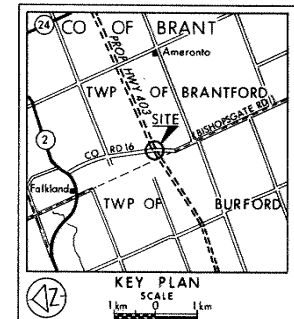 24 CO OF BRANT
PROP HWY 403
Ameranto
TWP OF BRANTFORD
SITE
BISHOPSGATE RD
2
CO RD 16
Falkland
TWP OF BURFORD
KEY PLAN
SCALE
Z
1 km 0 1 km